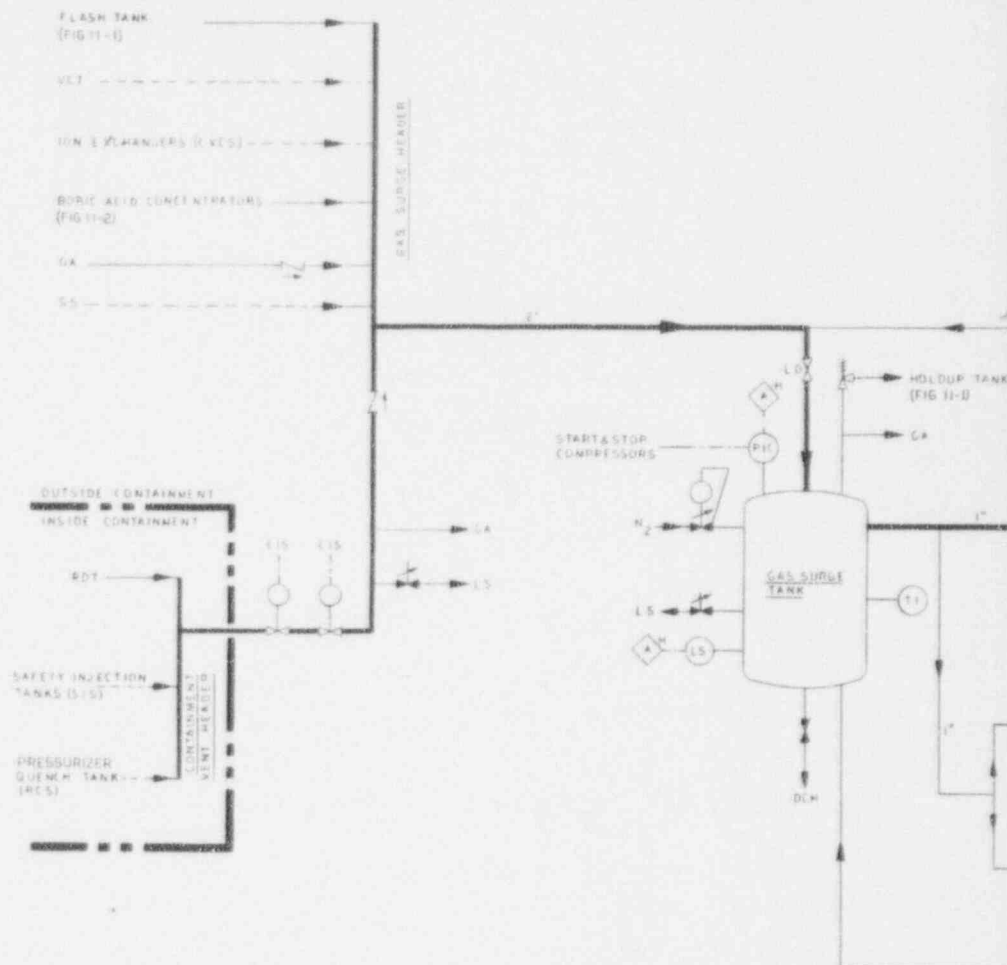 FLASH TANK
(FIG 11-1)
VCT
ION EXCHANGERS (CVCS)
BORIC ACID CONCENTRATORS
(FIG 11-2)
GA
GAS SURGE HEADER
2"
LO
HOLDUP TANK
(FIG 11-1)
A
H
PIC
START & STOP
COMPRESSORS
GA
OUTSIDE CONTAINMENT
INSIDE CONTAINMENT
N2
1"
GA
RDT
LS
GAS SURGE
TANK
TI
LS
A
H
LS
SAFETY INJECTION
TANKS (SIS)
CONTAINMENT
VENT HEADER
PRESSURIZER
QUENCH TANK
(RCS)
1"
DCH